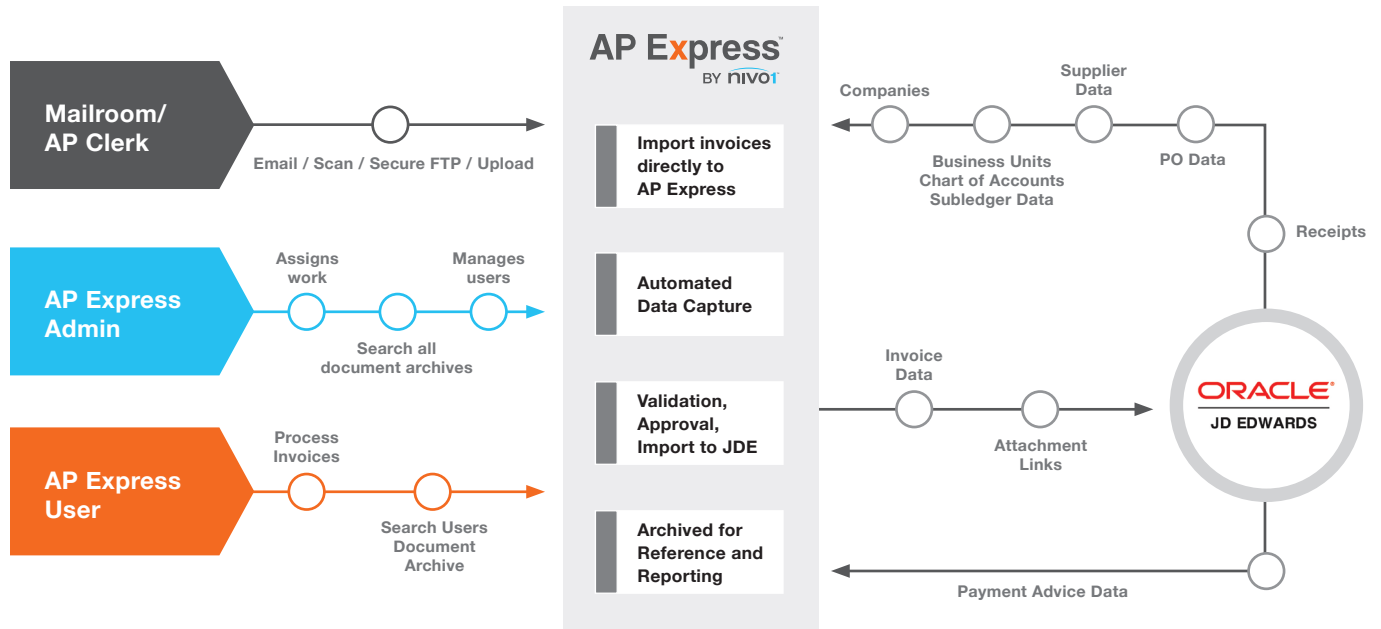 Mailroom/
AP Clerk
Email / Scan / Secure FTP / Upload
AP Express
Admin
Assigns
work
Search all
document archives
Manages
users
AP Express
User
Process
Invoices
Search Users
Document
Archive
AP Express™
BY nivo1
Import invoices
directly to
AP Express
Automated
Data Capture
Validation,
Approval,
Import to JDE
Archived for
Reference and
Reporting
Companies
Business Units
Chart of Accounts
Subledger Data
Supplier
Data
PO Data
Receipts
Invoice
Data
Attachment
Links
ORACLE®
JD EDWARDS
Payment Advice Data